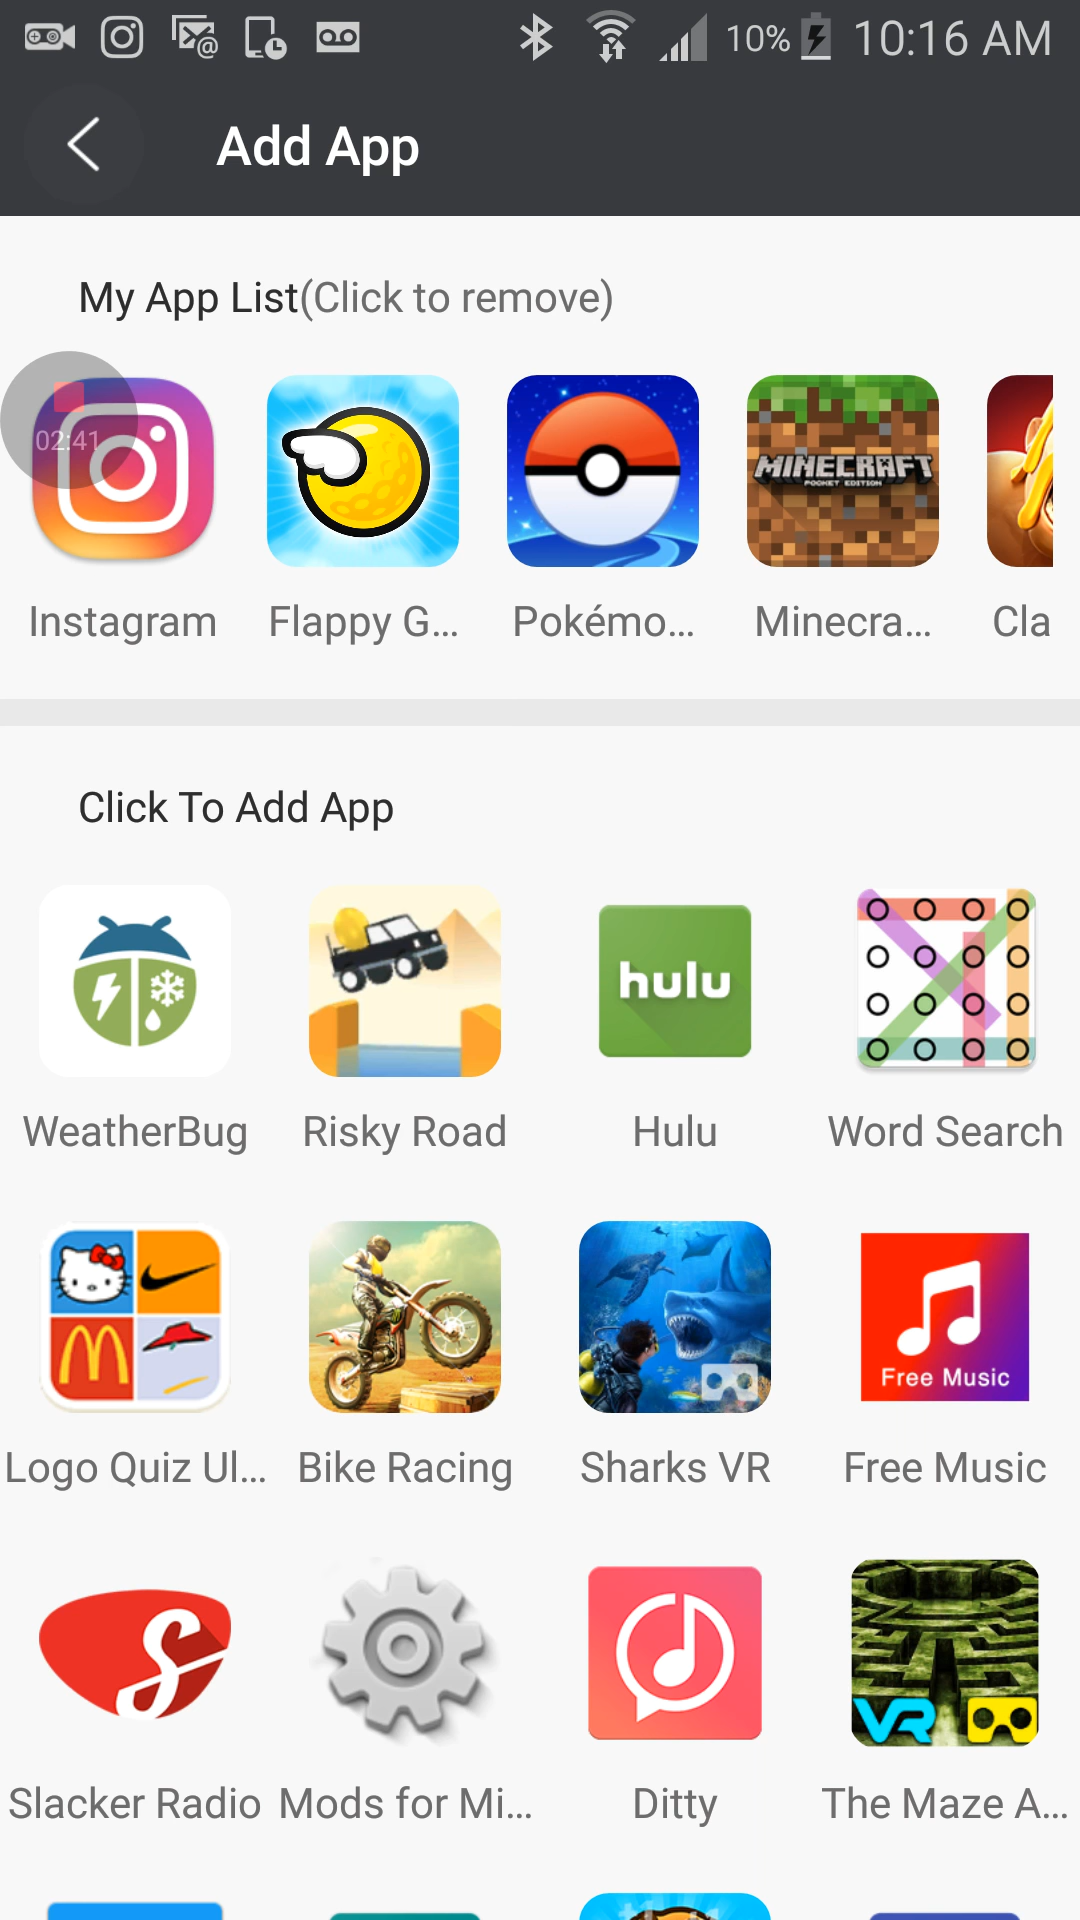 10% 10:16 AM
Add App
My App List(Click to remove)
02:41
MINECRAFT
POCKET EDITION
Instagram Flappy G... Pokémo... Minecra... Cla
Click To Add App
hulu
WeatherBug Risky Road Hulu Word Search
Free Music
Logo Quiz Ul... Bike Racing Sharks VR Free Music
S
VR
Slacker Radio Mods for Mi... Ditty The Maze A...